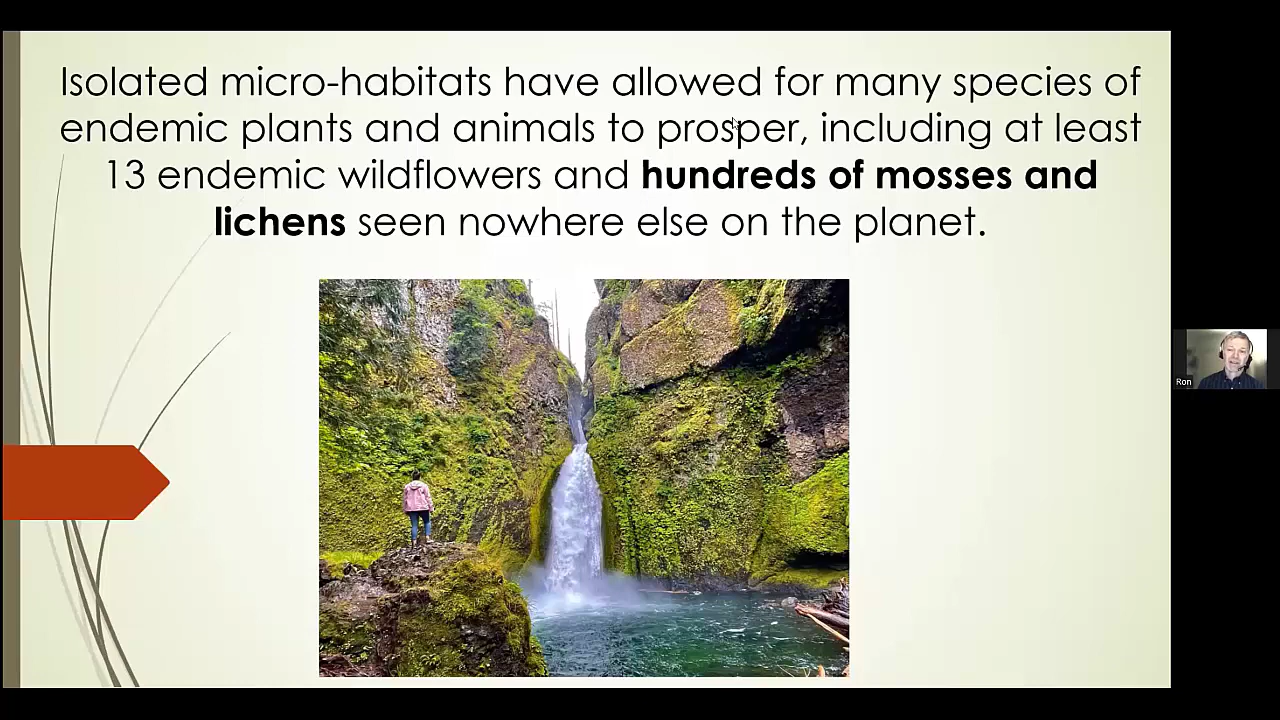 Isolated micro-habitats have allowed for many species of
endemic plants and animals to prosper, including at least
13 endemic wildflowers and hundreds of mosses and
lichens seen nowhere else on the planet.
Ron